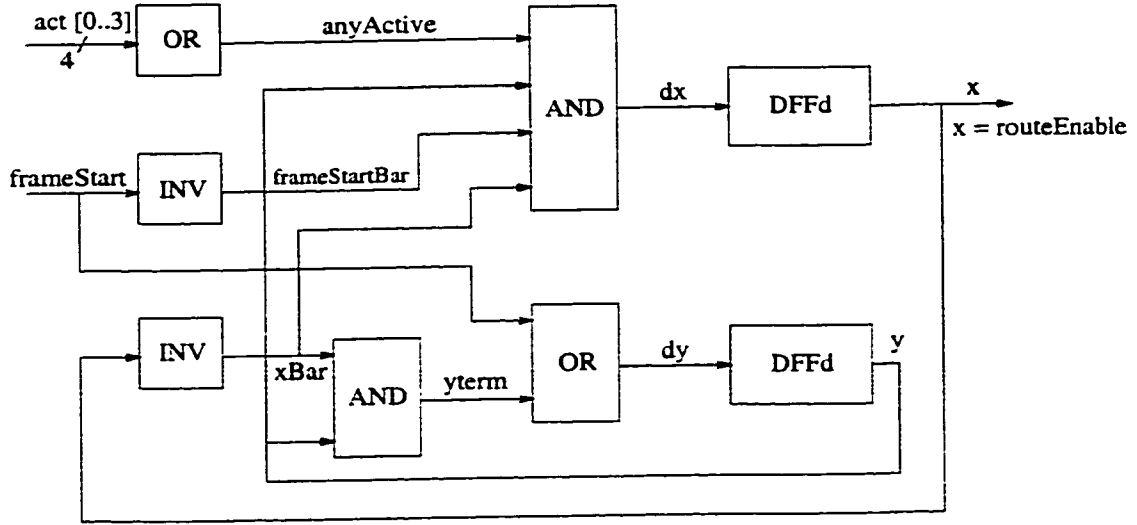 act [0..3]
4
OR
anyActive
AND
dx
DFFd
x
x = routeEnable
frameStart
INV
frameStartBar
INV
xBar
AND
yterm
OR
dy
DFFd
y